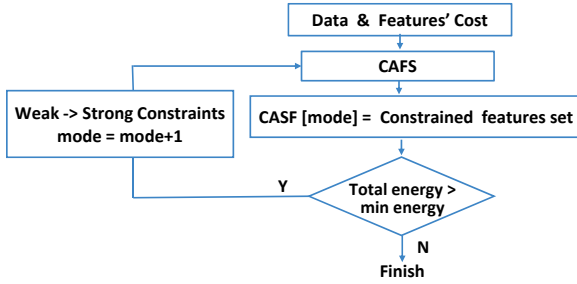 Data & Features' Cost
CAFS
Weak -> Strong Constraints
mode = mode+1
CASF [mode] = Constrained features set
Y
Total energy >
min energy
N
Finish